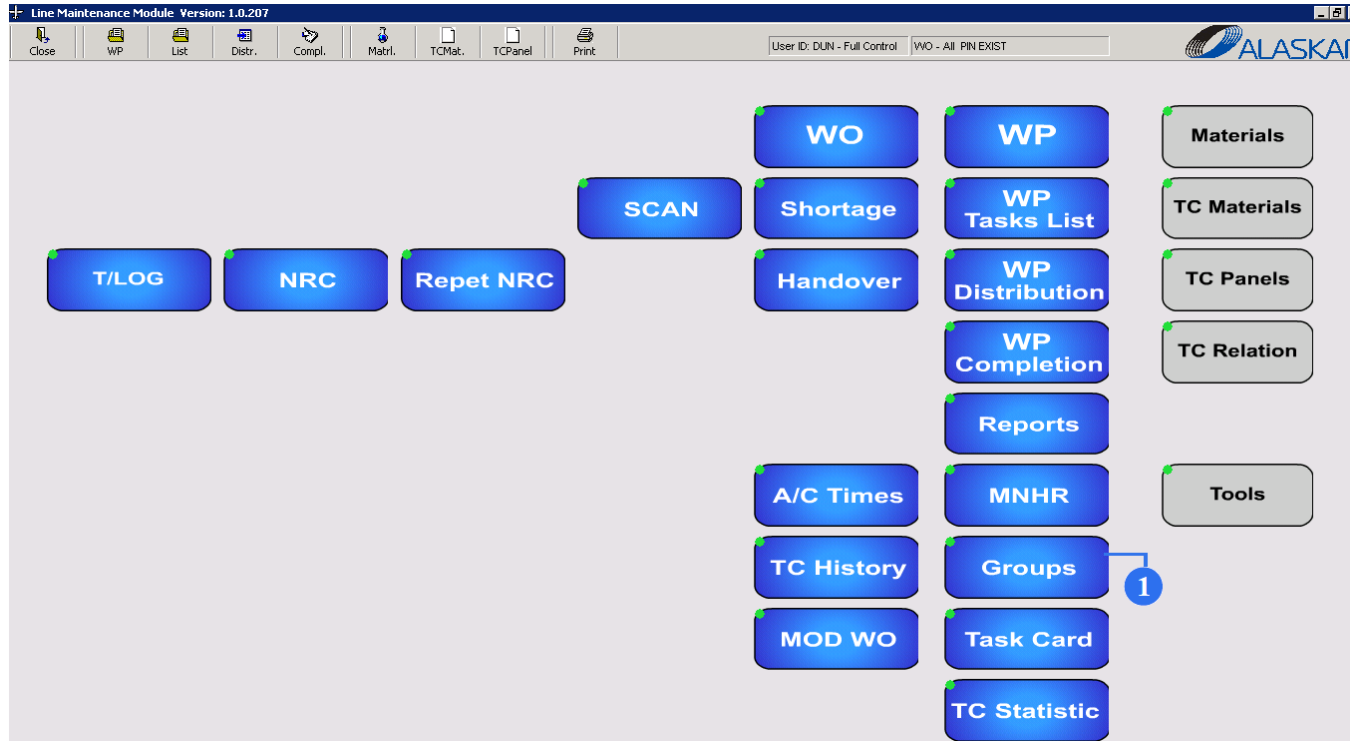 Line Maintenance Module Version: 1.0.207
Close
WP
List
Distr.
Compl.
Matrl.
TCMat.
TCPanel
Print
User ID: DUN - Full Control
WO - All PIN EXIST
ALASKAR
WO
WP
Materials
SCAN
Shortage
WP
Tasks List
TC Materials
T/LOG
NRC
Repet NRC
Handover
WP
Distribution
TC Panels
WP
Completion
TC Relation
Reports
A/C Times
MNHR
Tools
TC History
Groups
1
MOD WO
Task Card
TC Statistic